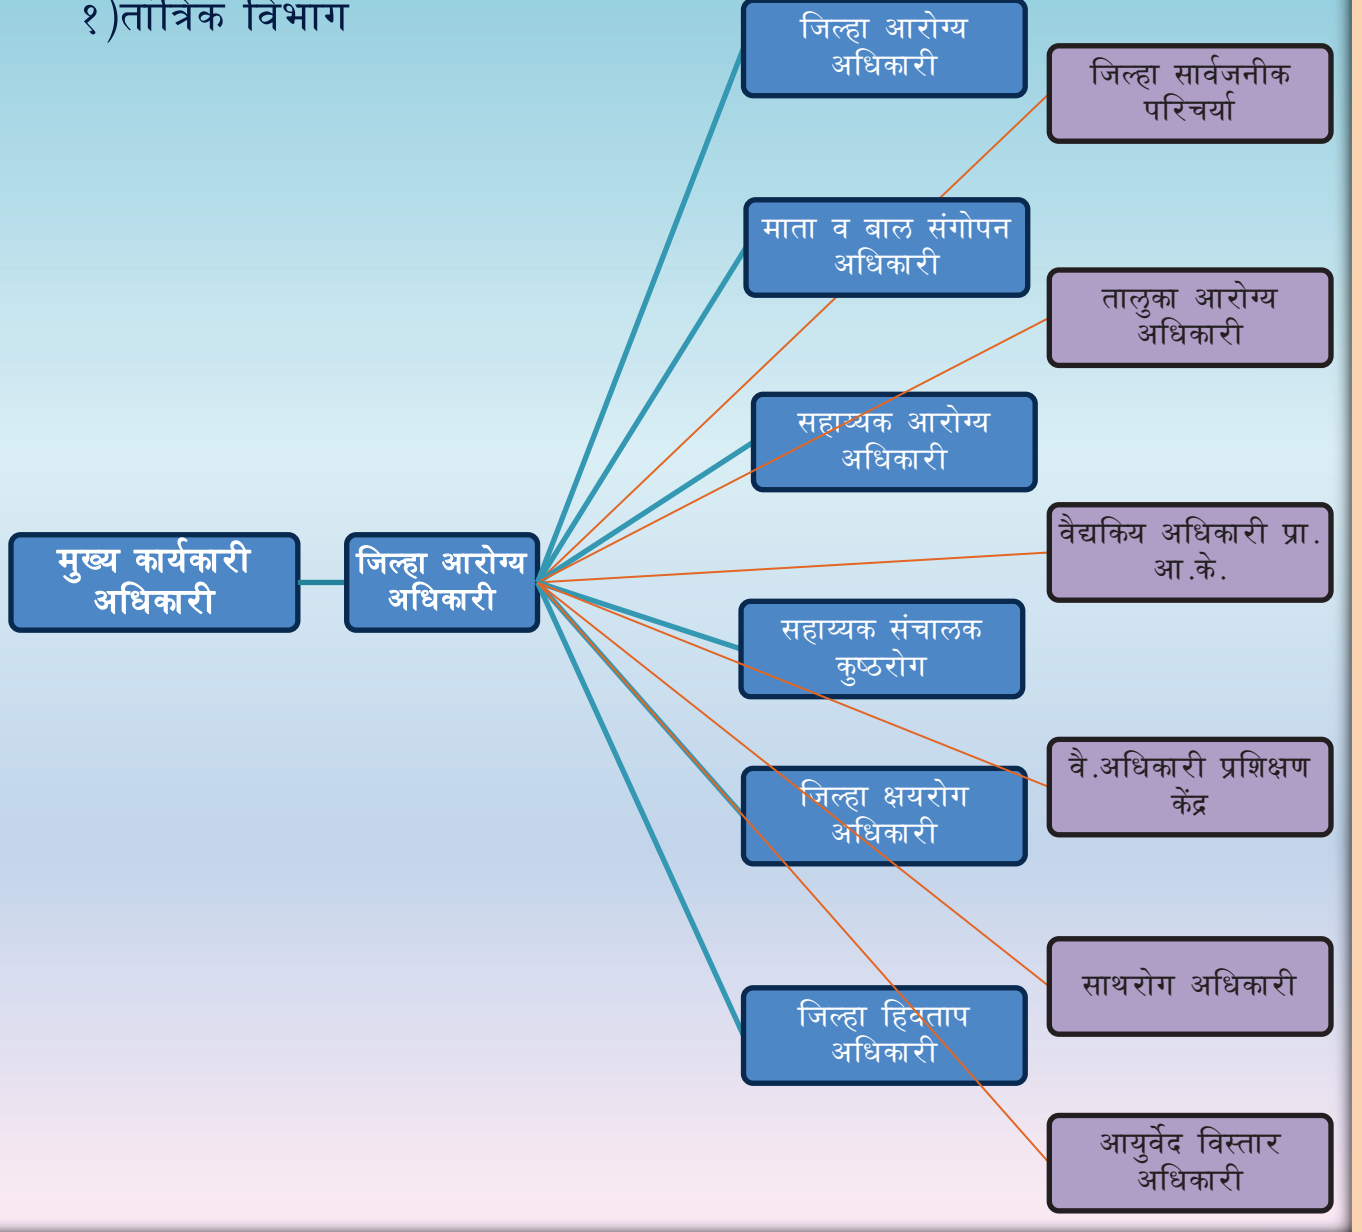 १)तांत्रिक विभाग
मुख्य कार्यकारी
अधिकारी
जिल्हा आरोग्य
अधिकारी
जिल्हा आरोग्य
अधिकारी
माता व बाल संगोपन
अधिकारी
सहाय्यक आरोग्य
अधिकारी
सहाय्यक संचालक
कुष्ठरोग
जिल्हा क्षयरोग
अधिकारी
जिल्हा हिवताप
अधिकारी
जिल्हा सार्वजनीक
परिचर्या
तालुका आरोग्य
अधिकारी
वैद्यकिय अधिकारी प्रा.
आ.के.
वै.अधिकारी प्रशिक्षण
केंद्र
साथरोग अधिकारी
आयुर्वेद विस्तार
अधिकारी